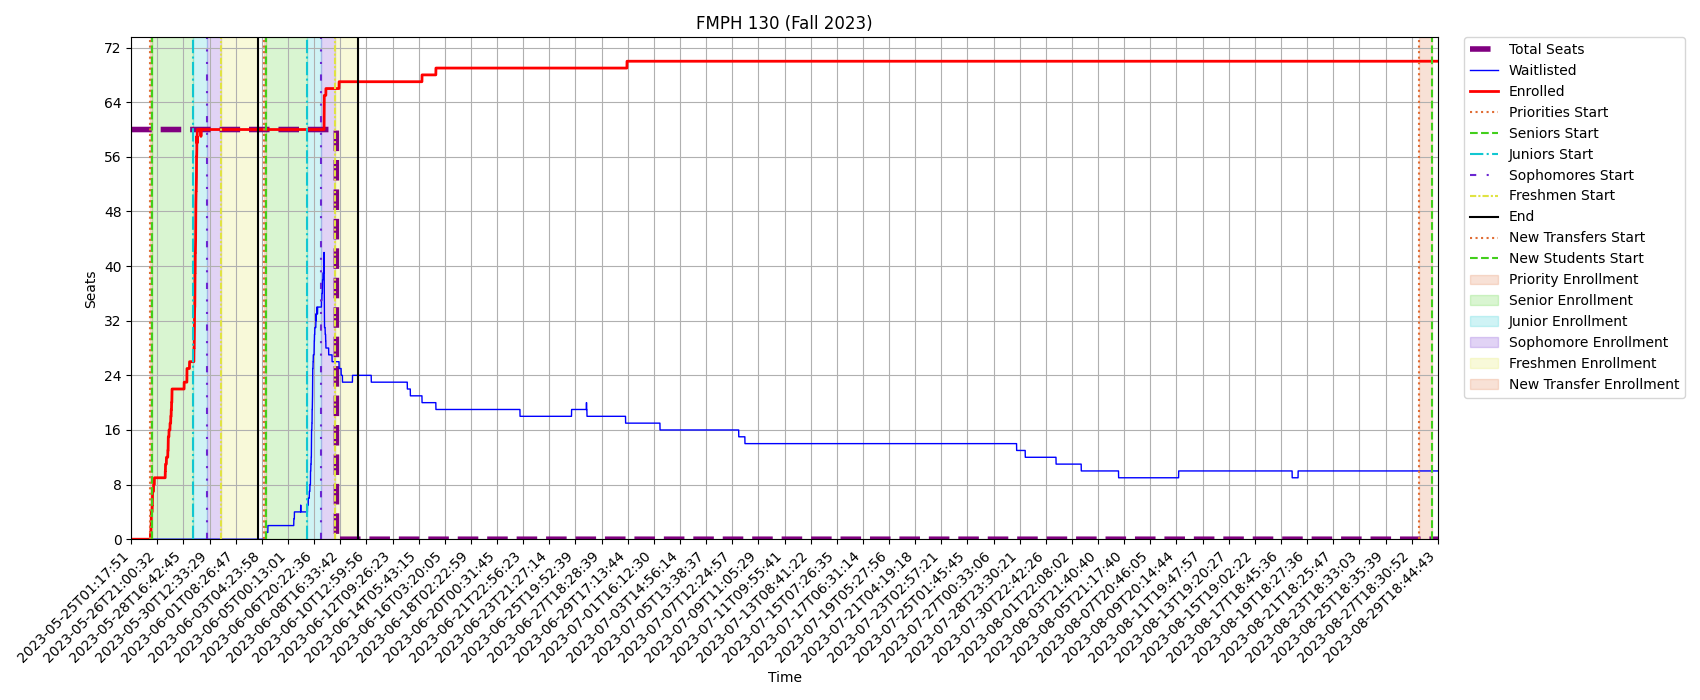 FMPH 130 (Fall 2023)
72
64
56
48
40
32
24
16
8
0
Seats
2023-05-25T01:17:51
2023-05-26T21:00:32
2023-05-28T16:42:45
2023-05-30T12:33:29
2023-06-01T08:26:47
2023-06-03T04:23:58
2023-06-05T00:13:01
2023-06-06T20:22:36
2023-06-08T16:33:42
2023-06-10T12:59:56
2023-06-12T09:26:23
2023-06-14T05:43:15
2023-06-16T03:20:05
2023-06-18T02:22:59
2023-06-20T00:31:45
2023-06-21T22:56:23
2023-06-23T21:27:14
2023-06-25T19:52:39
2023-06-27T18:28:39
2023-06-29T17:13:44
2023-07-01T16:12:30
2023-07-03T14:56:14
2023-07-05T13:38:37
2023-07-07T12:24:57
2023-07-09T11:05:29
2023-07-11T09:55:41
2023-07-13T08:41:22
2023-07-15T07:26:35
2023-07-17T06:31:14
2023-07-19T05:27:56
2023-07-21T04:19:18
2023-07-23T02:57:21
2023-07-25T01:45:45
2023-07-27T00:33:06
2023-07-28T23:30:21
2023-07-30T22:42:26
2023-08-01T22:08:02
2023-08-03T21:40:40
2023-08-05T21:17:40
2023-08-07T20:46:05
2023-08-09T20:14:44
2023-08-11T19:47:57
2023-08-13T19:20:27
2023-08-15T19:02:22
2023-08-17T18:45:36
2023-08-19T18:27:36
2023-08-21T18:25:47
2023-08-23T18:33:03
2023-08-25T18:35:39
2023-08-27T18:30:52
2023-08-29T18:44:43
Time
Total Seats
Waitlisted
Enrolled
Priorities Start
Seniors Start
Juniors Start
Sophomores Start
Freshmen Start
End
New Transfers Start
New Students Start
Priority Enrollment
Senior Enrollment
Junior Enrollment
Sophomore Enrollment
Freshmen Enrollment
New Transfer Enrollment